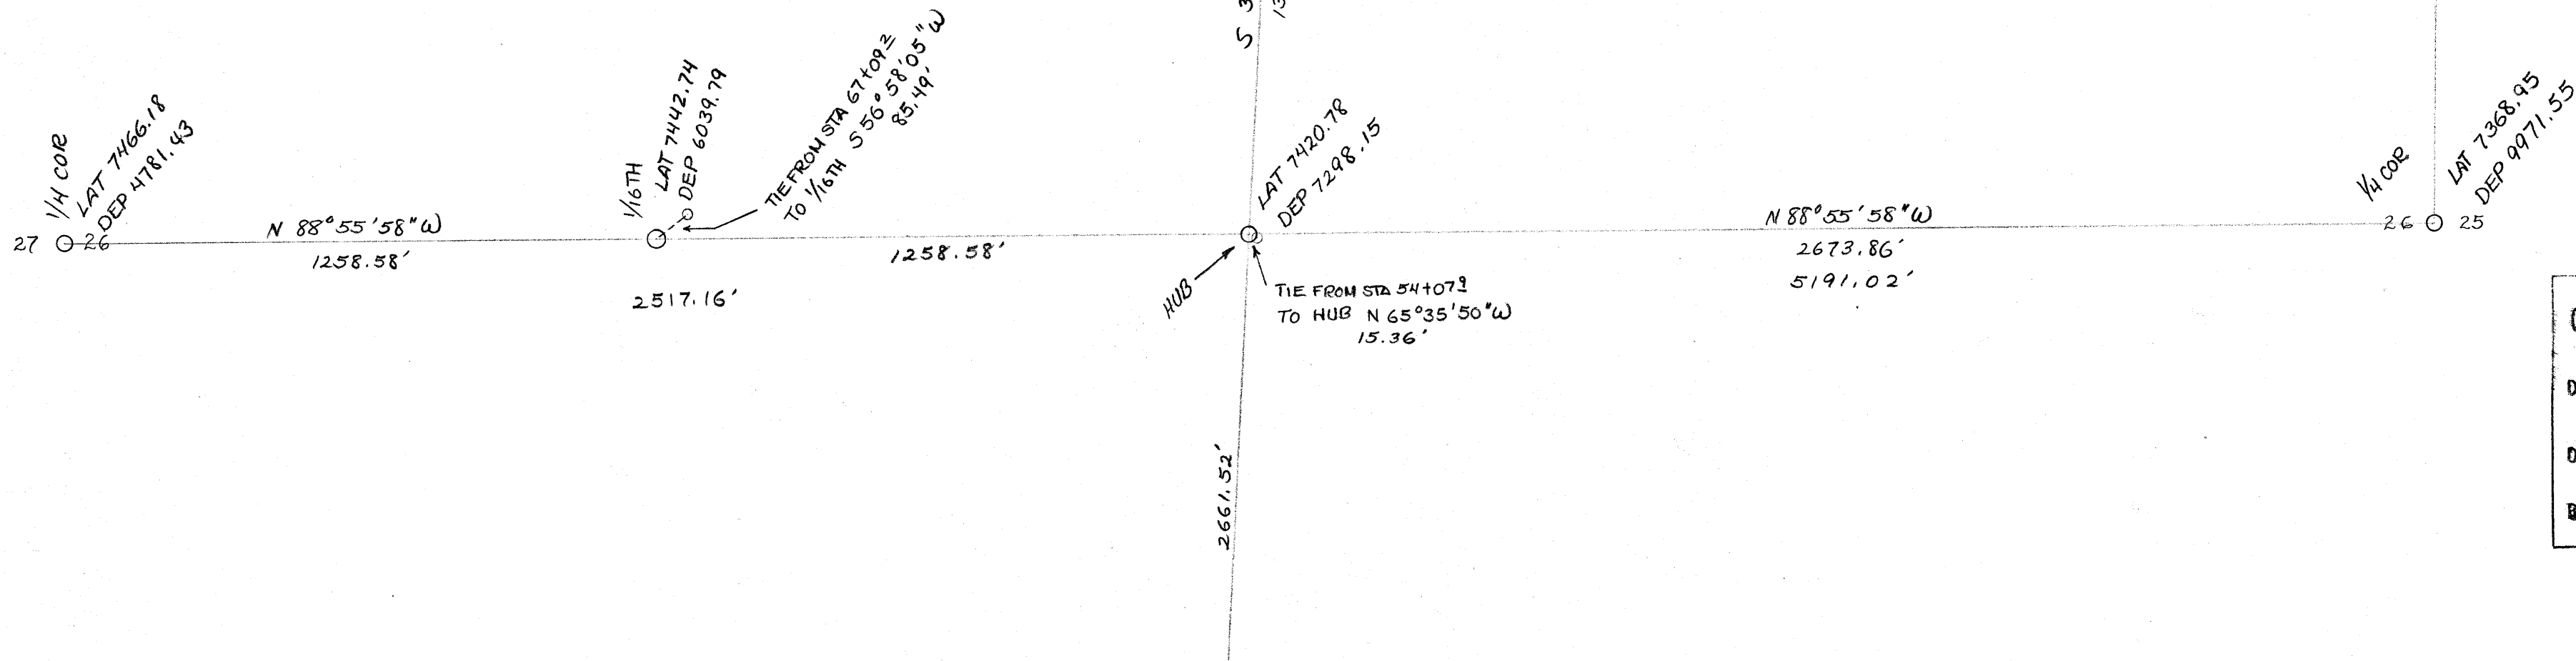 1/4 COR
LAT 7466.18
DEP 4781.43
27
26
N 88°55'58"W
1258.58'
1/16TH
LAT 7442.74
DEP 6039.79
TIE FROM STA 67+09²
TO 1/16TH S 56°58'05"W
85.49'
2517.16'
1258.58'
S
LAT 7420.78
DEP 7298.15
HUB
TIE FROM STA 54+07⁹
TO HUB N 65°35'50"W
15.36'
2661.52'
N 88°55'58"W
2673.86'
5191.02'
1/4 COR
LAT 7368.95
DEP 9971.55
26
25